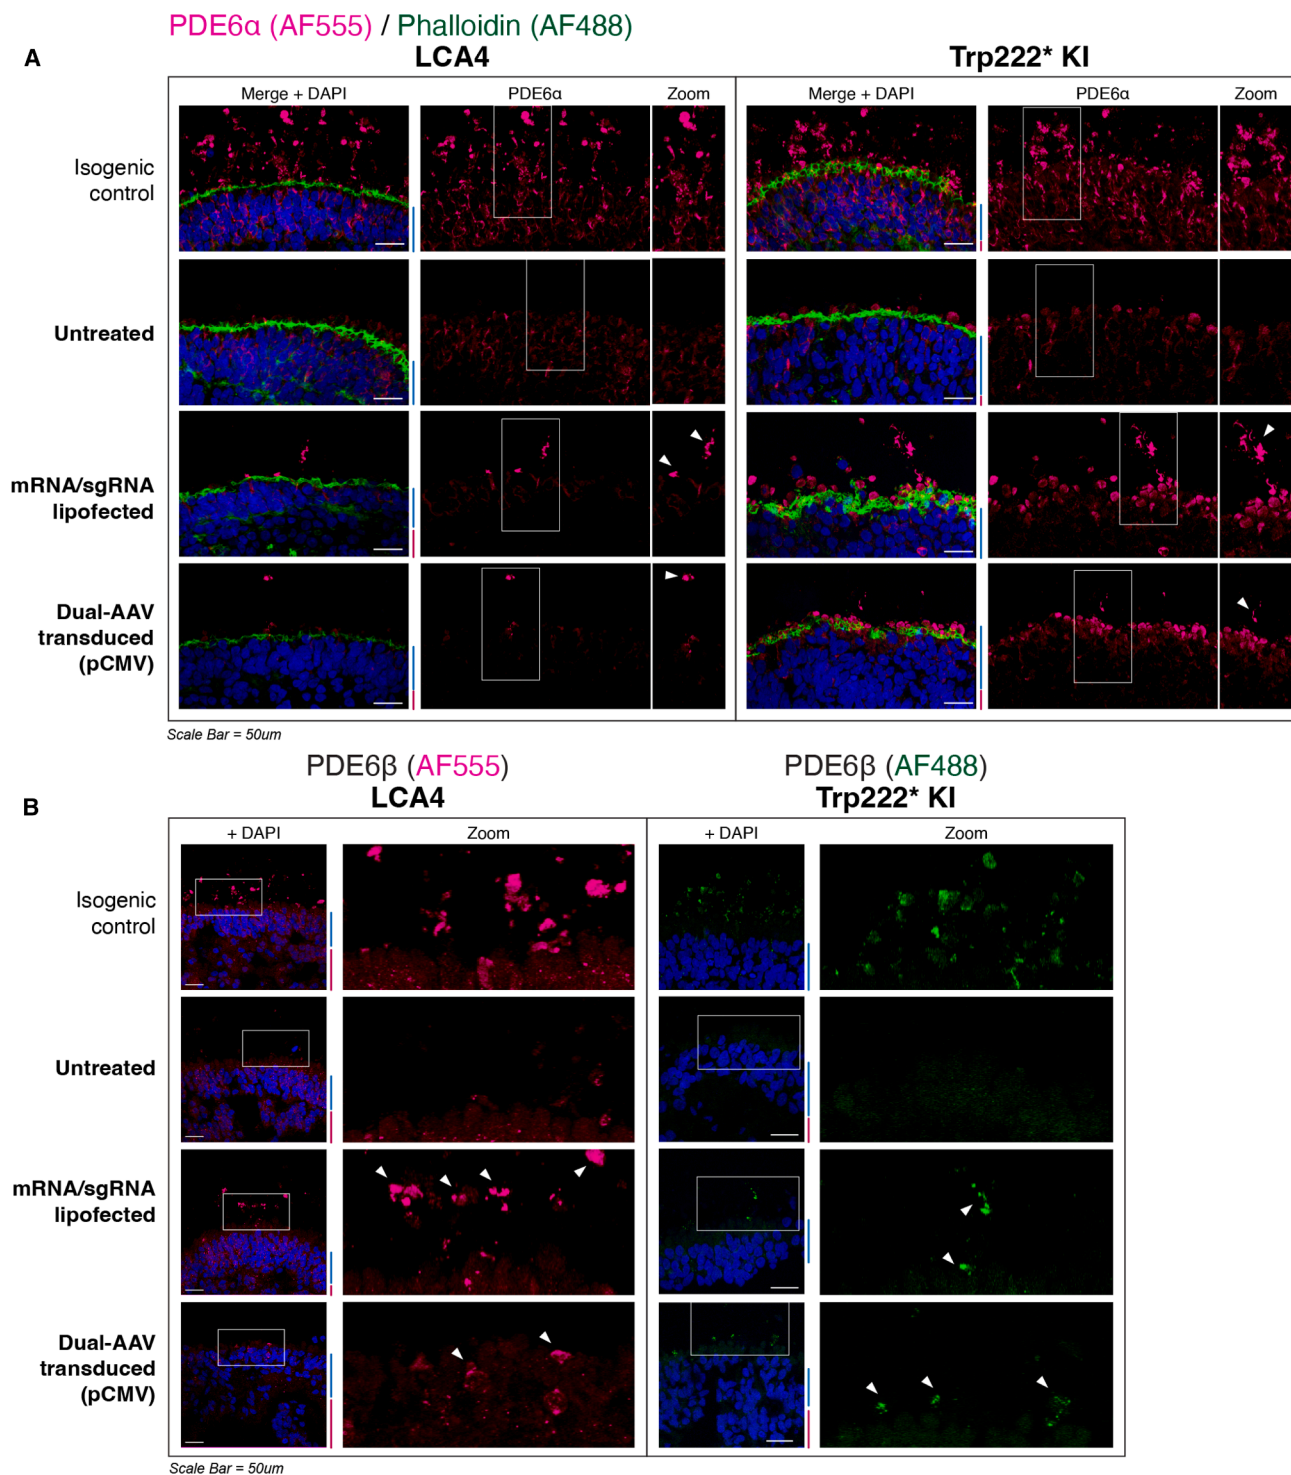 PDE6α (AF555) / Phalloidin (AF488)
A
LCA4
Trp222* KI
Merge + DAPI
PDE6α
Zoom
Merge + DAPI
PDE6α
Zoom
Isogenic
control
Untreated
mRNA/sgRNA
lipofected
Dual-AAV
transduced
(pCMV)
Scale Bar = 50um
PDE6β (AF555)
PDE6β (AF488)
B
LCA4
Trp222* KI
+ DAPI
Zoom
+ DAPI
Zoom
Isogenic
control
Untreated
mRNA/sgRNA
lipofected
Dual-AAV
transduced
(pCMV)
Scale Bar = 50um